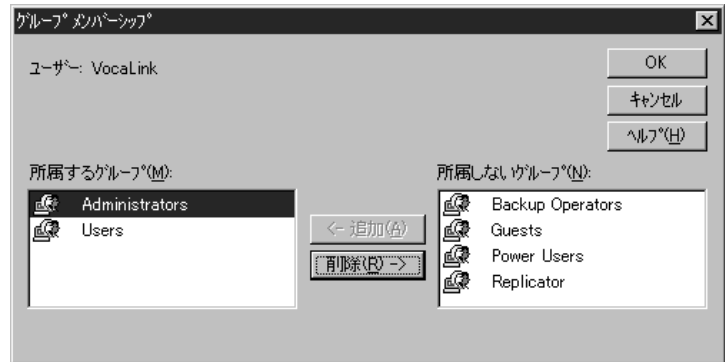 グループ メンバーシップ
ユーザー: VocaLink
OK
キャンセル
ヘルプ(H)
所属するグループ(M):
Administrators
Users
<- 追加(A)
削除(R) ->
所属しないグループ(N):
Backup Operators
Guests
Power Users
Replicator